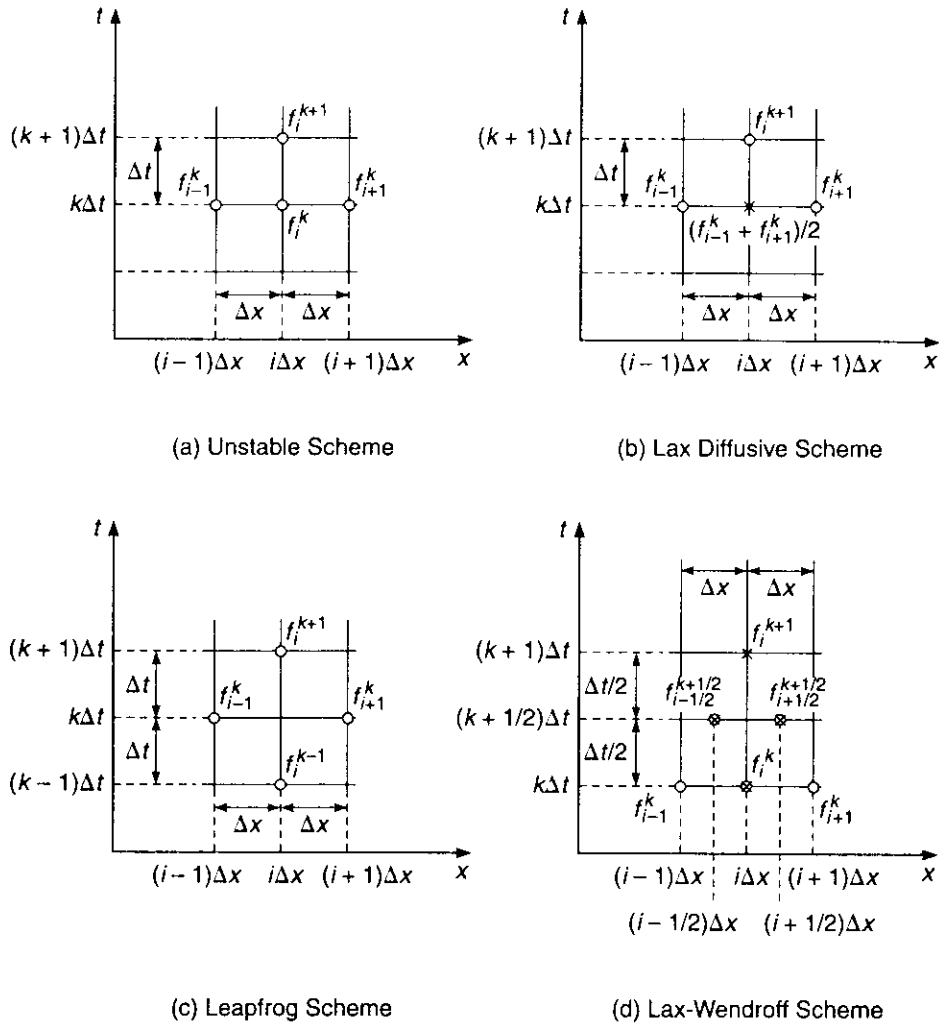 t
f_i^{k+1}
(k + 1)Δt
Δt
f_{i−1}^k
f_{i+1}^k
kΔt
f_i^k
Δx
Δx
(i − 1)Δx
iΔx
(i + 1)Δx
x
(a) Unstable Scheme
t
f_i^{k+1}
(k + 1)Δt
Δt
f_{i−1}^k
f_{i+1}^k
kΔt
(f_{i−1}^k + f_{i+1}^k)/2
Δx
Δx
(i − 1)Δx
iΔx
(i + 1)Δx
x
(b) Lax Diffusive Scheme
t
f_i^{k+1}
(k + 1)Δt
Δt
f_{i−1}^k
f_{i+1}^k
kΔt
Δt
f_i^{k−1}
(k − 1)Δt
Δx
Δx
(i − 1)Δx
iΔx
(i + 1)Δx
x
(c) Leapfrog Scheme
t
Δx
Δx
f_i^{k+1}
(k + 1)Δt
Δt/2
f_{i−1/2}^{k+1/2}
f_{i+1/2}^{k+1/2}
(k + 1/2)Δt
Δt/2
f_i^k
kΔt
f_{i−1}^k
f_{i+1}^k
(i − 1)Δx
iΔx
(i + 1)Δx
x
(i − 1/2)Δx
(i + 1/2)Δx
(d) Lax-Wendroff Scheme